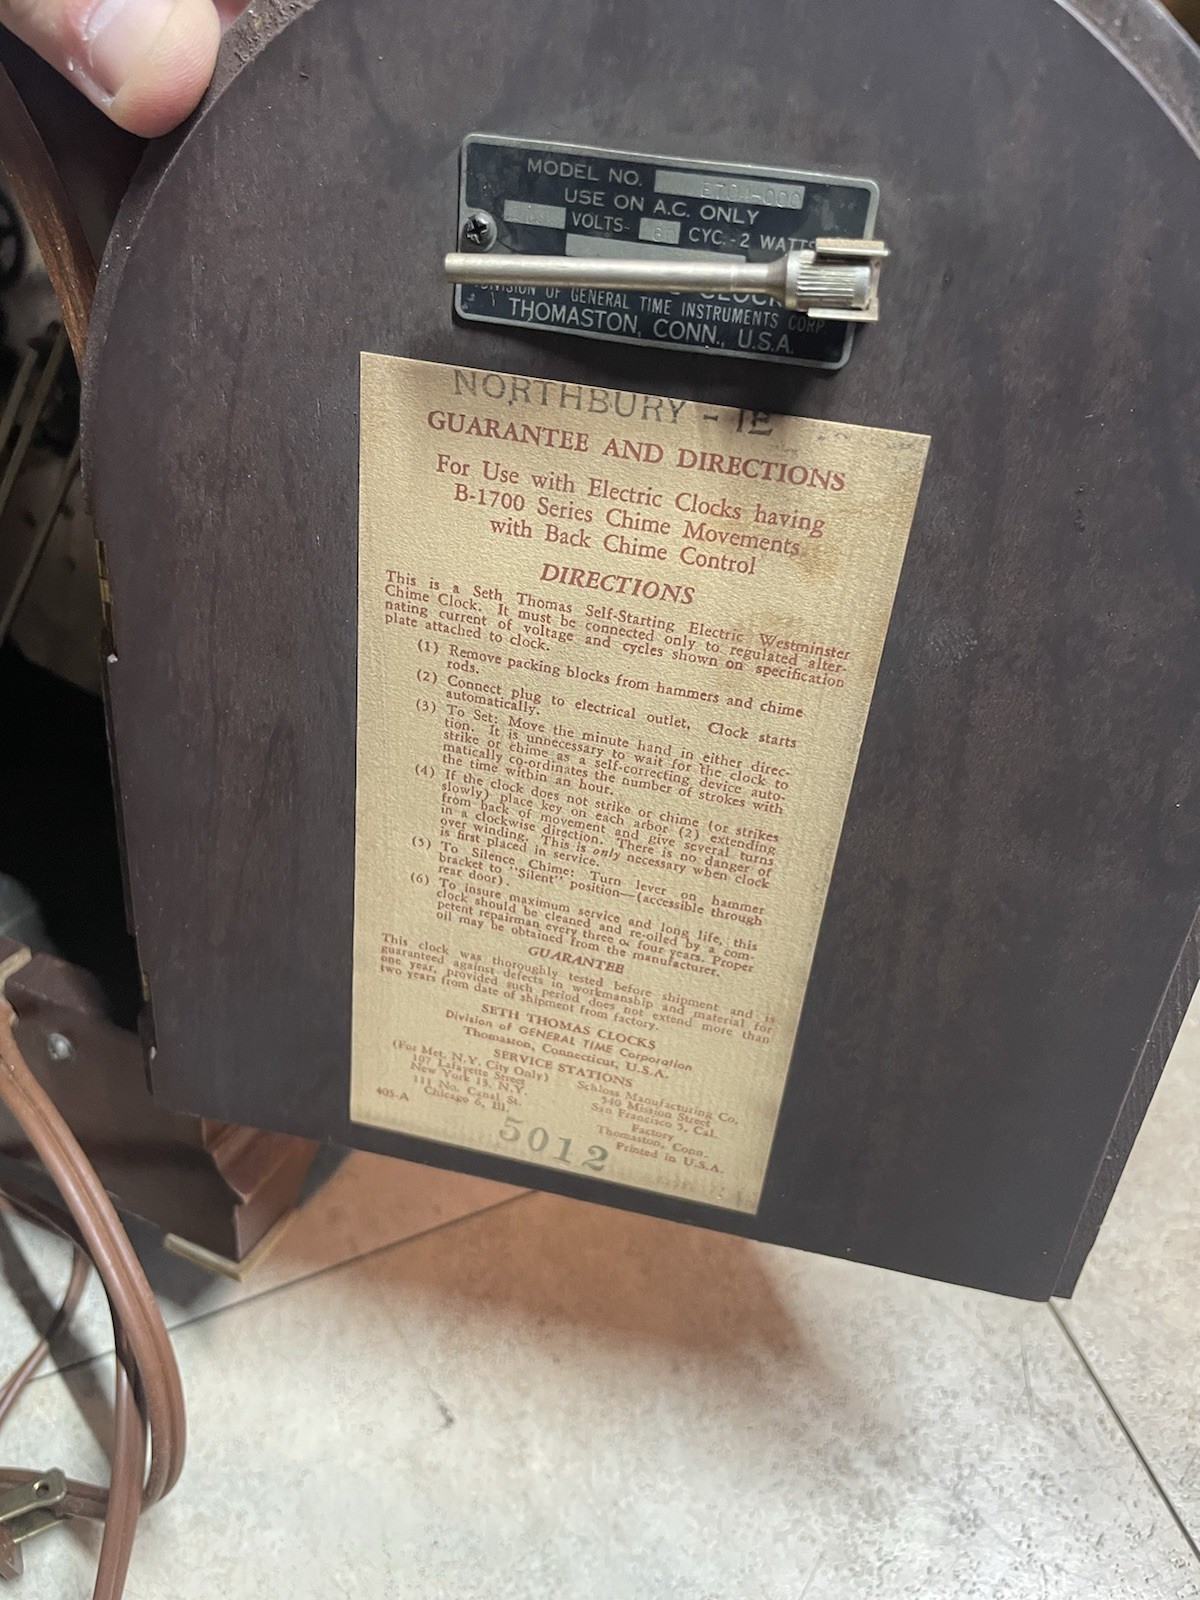 MODEL NO. E701-000
USE ON A.C. ONLY
VOLTS- 60 CYC.-2 WATTS
DIVISION OF GENERAL TIME INSTRUMENTS CORP.
THOMASTON, CONN., U.S.A.
NORTHBURY - 1E
GUARANTEE AND DIRECTIONS
For Use with Electric Clocks having
B-1700 Series Chime Movements
with Back Chime Control
DIRECTIONS
This is a Seth Thomas Self-Starting Electric Westminster
Chime Clock. It must be connected only to regulated alter-
nating current of voltage and cycles shown on specification
plate attached to clock.
(1) Remove packing blocks from hammers and chime
rods.
(2) Connect plug to electrical outlet. Clock starts
automatically.
(3) To Set: Move the minute hand in either direc-
tion. It is unnecessary to wait for the clock to
strike or chime as a self-correcting device auto-
matically co-ordinates the number of strokes with
the time within an hour.
(4) If the clock does not strike or chime (or strikes
slowly) place key on each arbor (2) extending
from back of movement and give several turns
in a clockwise direction. There is no danger of
over winding. This is only necessary when clock
is first placed in service.
(5) To Silence Chime: Turn lever on hammer
bracket to "Silent" position—(accessible through
rear door).
(6) To insure maximum service and long life, this
clock should be cleaned and re-oiled by a com-
petent repairman every three or four years. Proper
oil may be obtained from the manufacturer.
GUARANTEE
This clock was thoroughly tested before shipment and is
guaranteed against defects in workmanship and material for
one year, provided such period does not extend more than
two years from date of shipment from factory.
SETH THOMAS CLOCKS
Division of GENERAL TIME Corporation
Thomaston, Connecticut, U.S.A.
SERVICE STATIONS
(For Met. N.Y. City Only)
107 Lafayette Street
New York 13, N.Y.
111 No. Canal St.
Chicago 6, Ill.
405-A
Schloss Manufacturing Co.
540 Mission Street
San Francisco 5, Cal.
Factory
Thomaston, Conn.
Printed in U.S.A.
5012